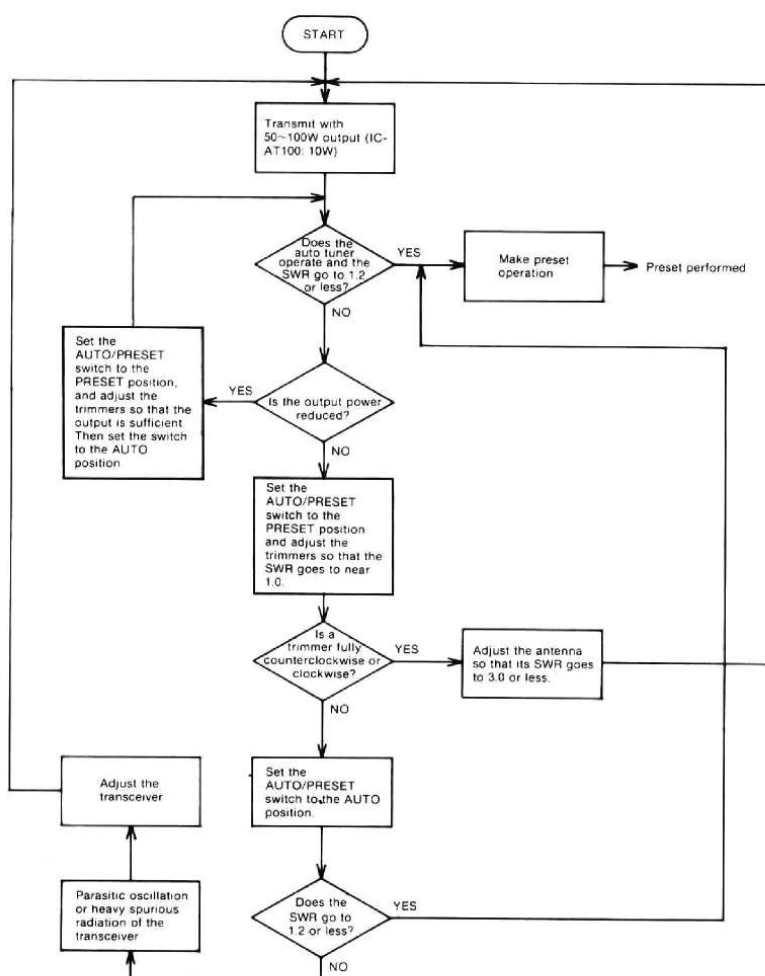 START
Transmit with
50~100W output (IC-
AT100: 10W)
Does the
auto tuner
operate and the
SWR go to 1.2
or less?
YES
Make preset
operation
Preset performed
NO
Set the
AUTO/PRESET
switch to the
PRESET position,
and adjust the
trimmers so that the
output is sufficient.
Then set the switch
to the AUTO
position
YES
Is the output power
reduced?
NO
Set the
AUTO/PRESET
switch to the
PRESET position
and adjust the
trimmers so that the
SWR goes to near
1.0.
Is a
trimmer fully
counterclockwise or
clockwise?
YES
Adjust the antenna
so that its SWR goes
to 3.0 or less.
NO
Adjust the
transceiver
Set the
AUTO/PRESET
switch to the AUTO
position.
Parasitic oscillation
or heavy spurious
radiation of the
transceiver
Does the
SWR go to
1.2 or less?
YES
NO